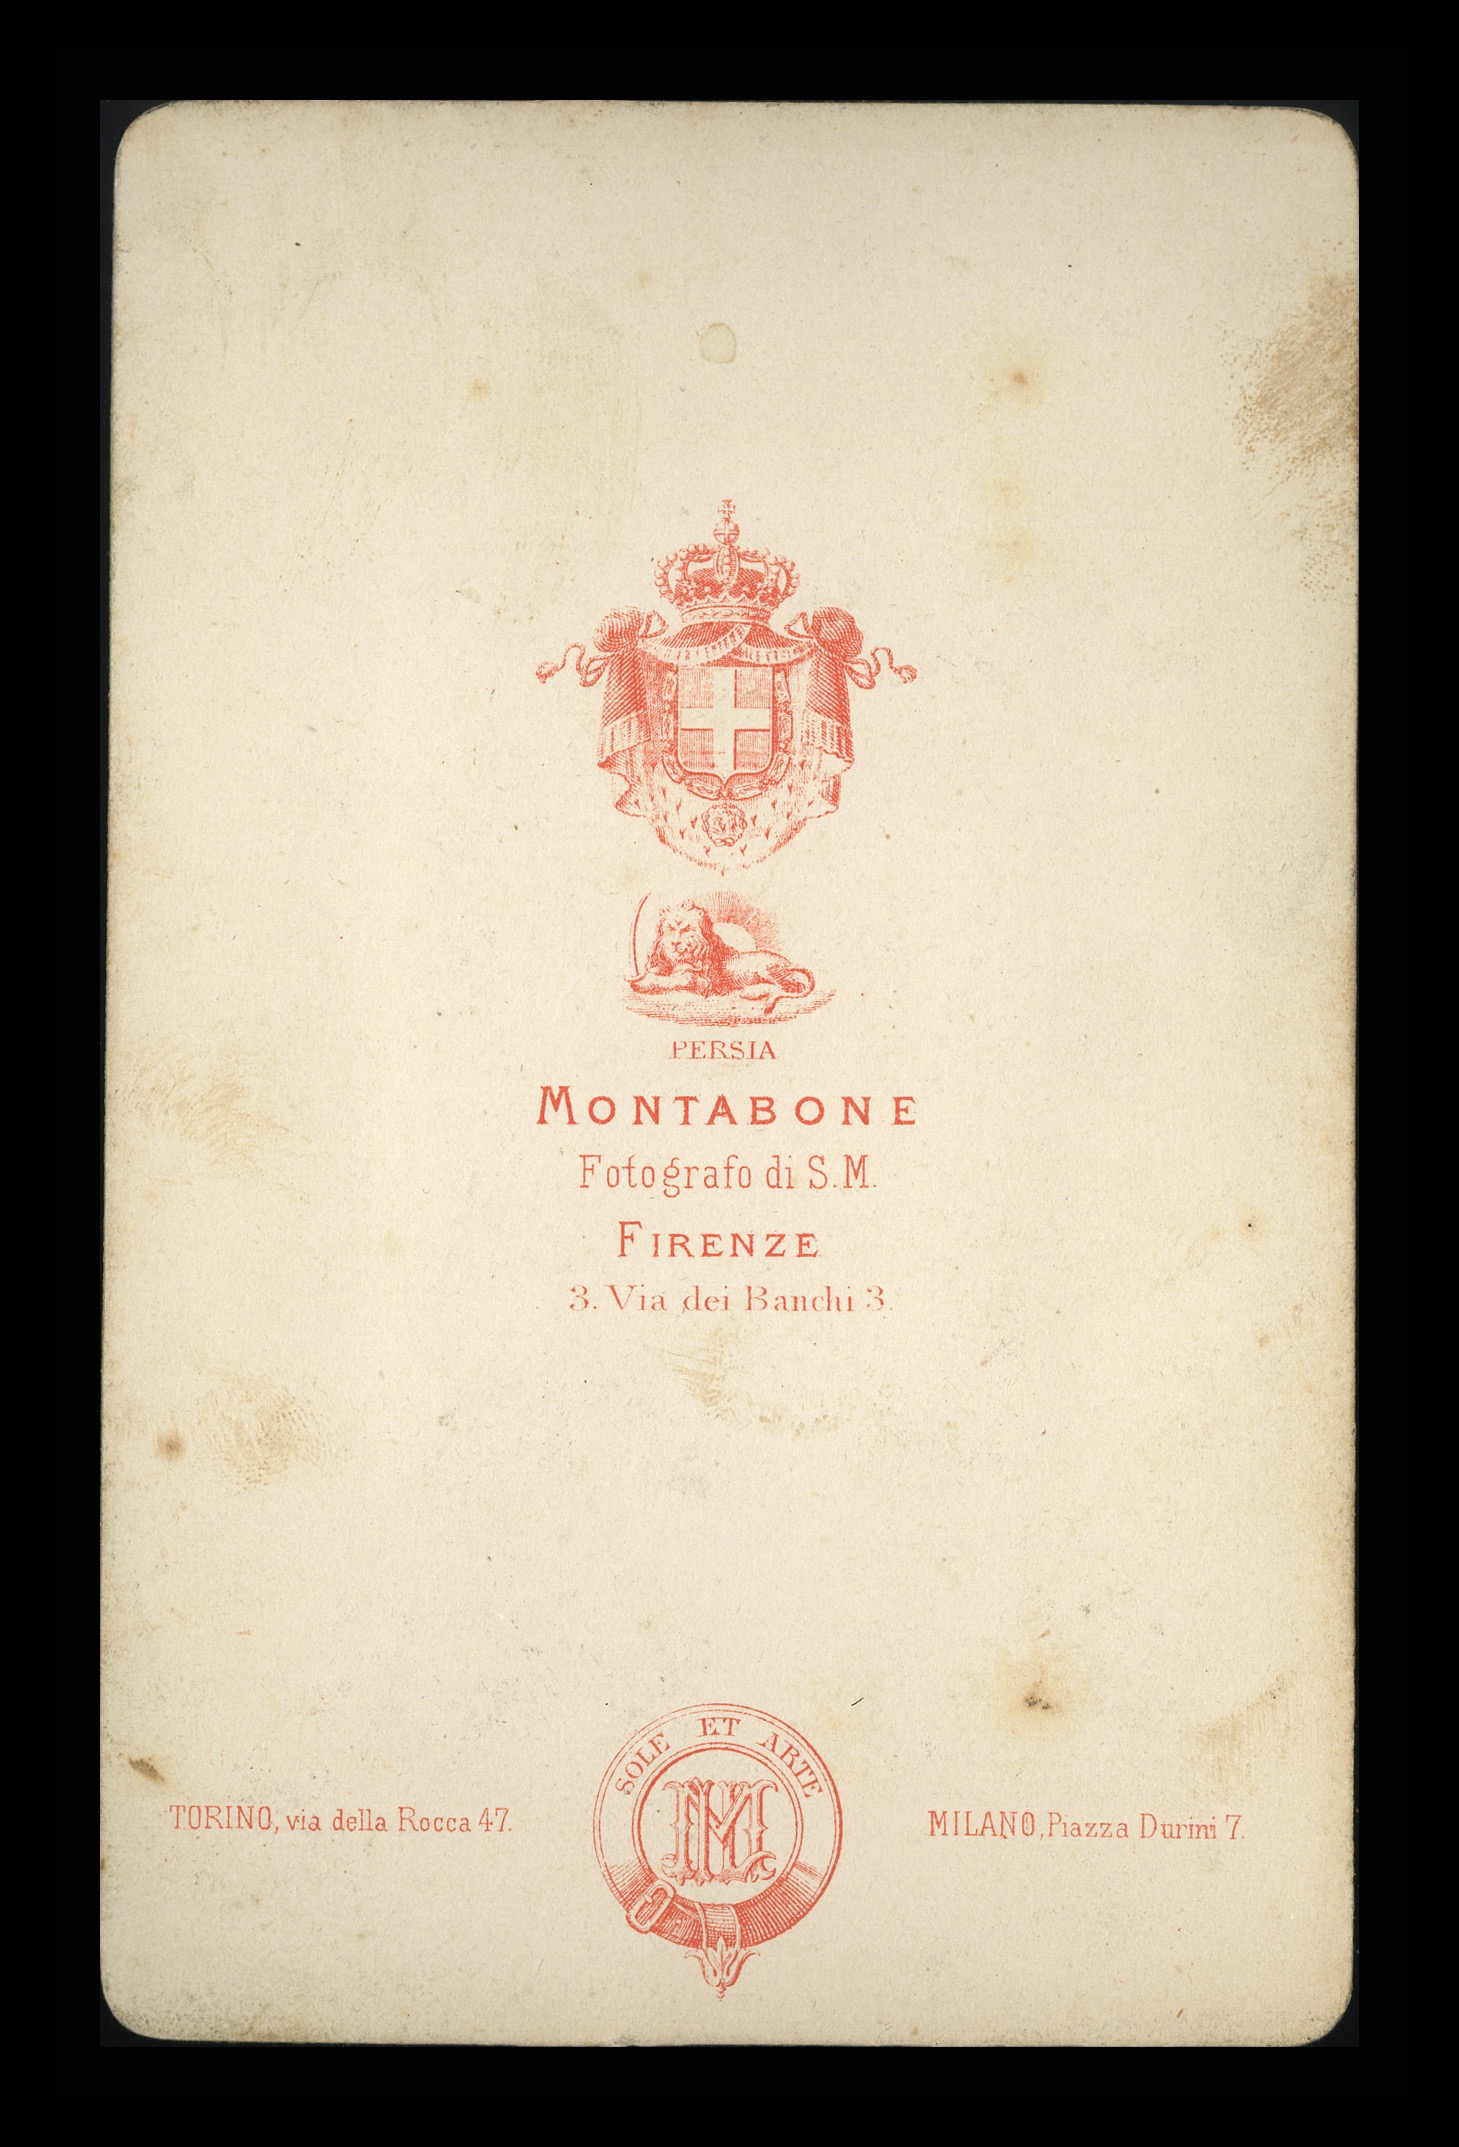 PERSIA
MONTABONE
Fotografo di S.M.
FIRENZE
3. Via dei Banchi 3.
SOLE ET ARTE
TORINO, via della Rocca 47.
MILANO, Piazza Durini 7.